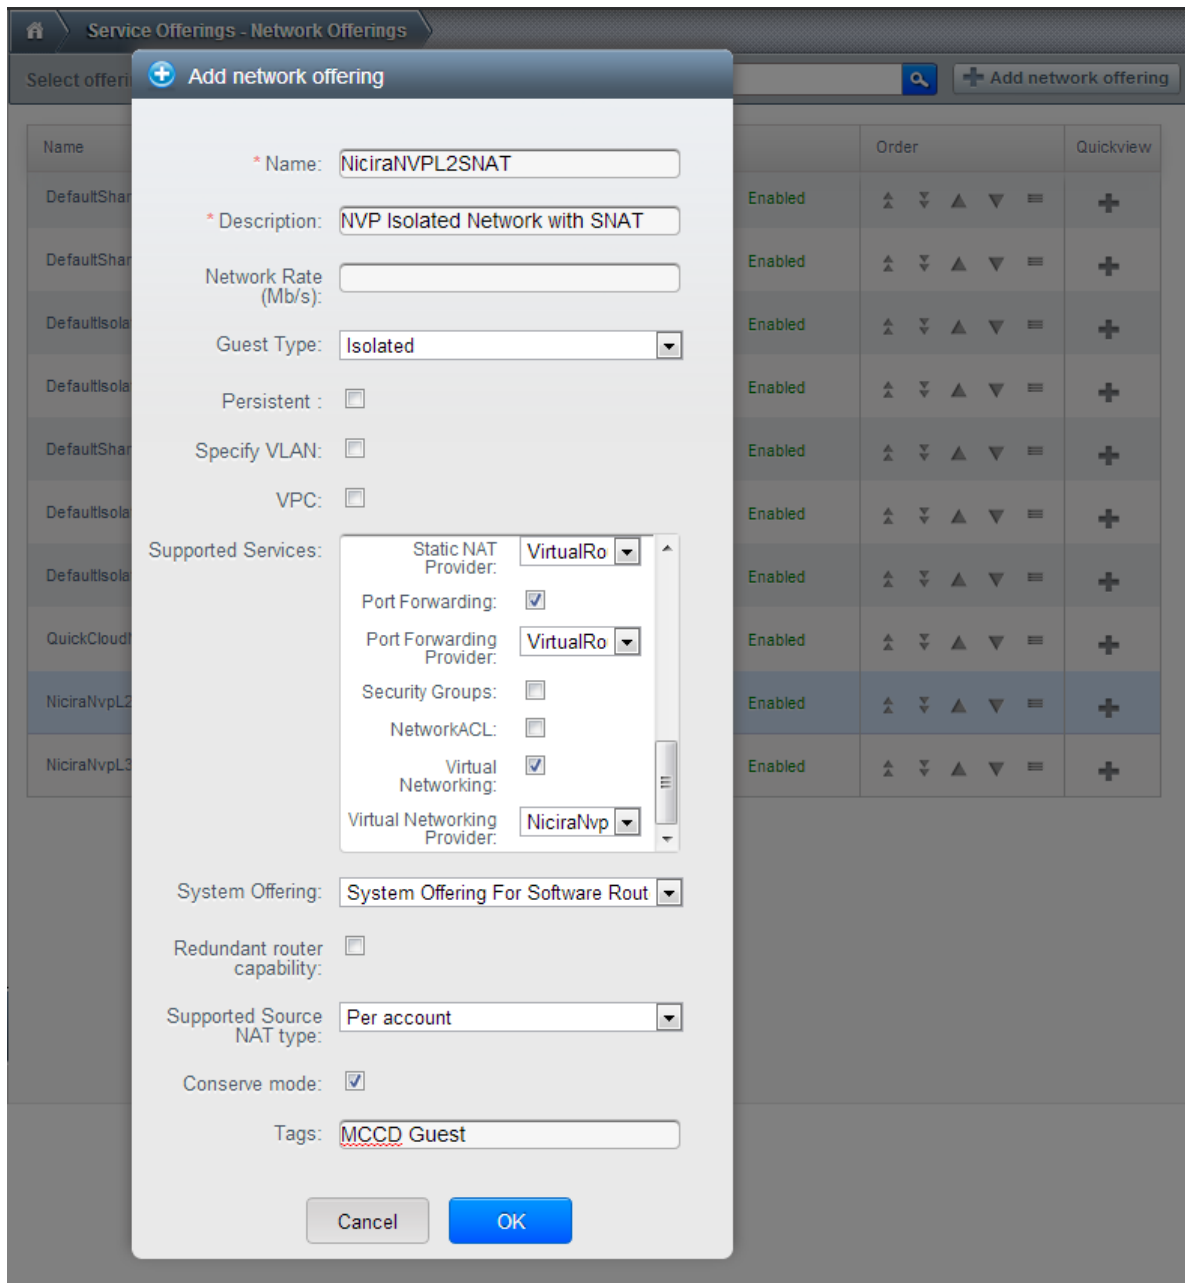 Service Offerings - Network Offerings
Select offeri
Add network offering
Add network offering
Name
Order
Quickview
DefaultShar
Enabled
DefaultShar
Enabled
DefaultIsola
Enabled
DefaultIsola
Enabled
DefaultShar
Enabled
DefaultIsola
Enabled
DefaultIsola
Enabled
QuickCloudN
Enabled
NiciraNvpL2
Enabled
NiciraNvpL3
Enabled
* Name: NiciraNVPL2SNAT
* Description: NVP Isolated Network with SNAT
Network Rate
(Mb/s):
Guest Type: Isolated
Persistent :
Specify VLAN:
VPC:
Supported Services:
Static NAT
Provider: VirtualRo
Port Forwarding:
Port Forwarding
Provider: VirtualRo
Security Groups:
NetworkACL:
Virtual
Networking:
Virtual Networking
Provider: NiciraNvp
System Offering: System Offering For Software Rout
Redundant router
capability:
Supported Source
NAT type: Per account
Conserve mode:
Tags: MCCD Guest
Cancel
OK